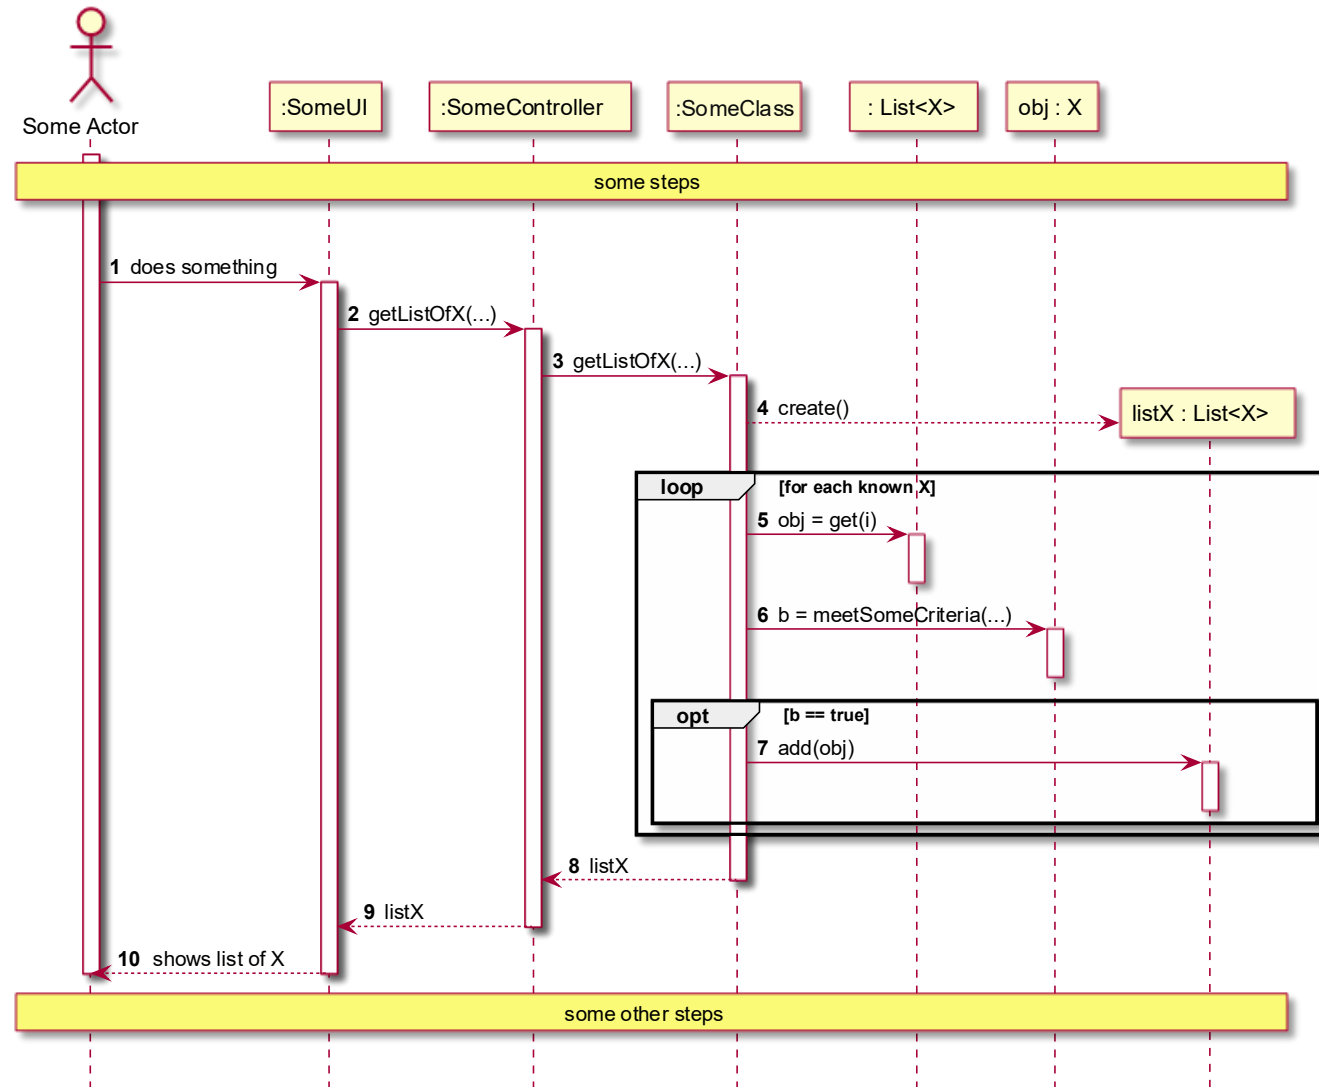 Some Actor
:SomeUI
:SomeController
:SomeClass
: List<X>
obj : X
some steps
1 does something
2 getListOfX(...)
3 getListOfX(...)
4 create()
listX : List<X>
loop
[for each known X]
5 obj = get(i)
6 b = meetSomeCriteria(...)
opt
[b == true]
7 add(obj)
8 listX
9 listX
10 shows list of X
some other steps